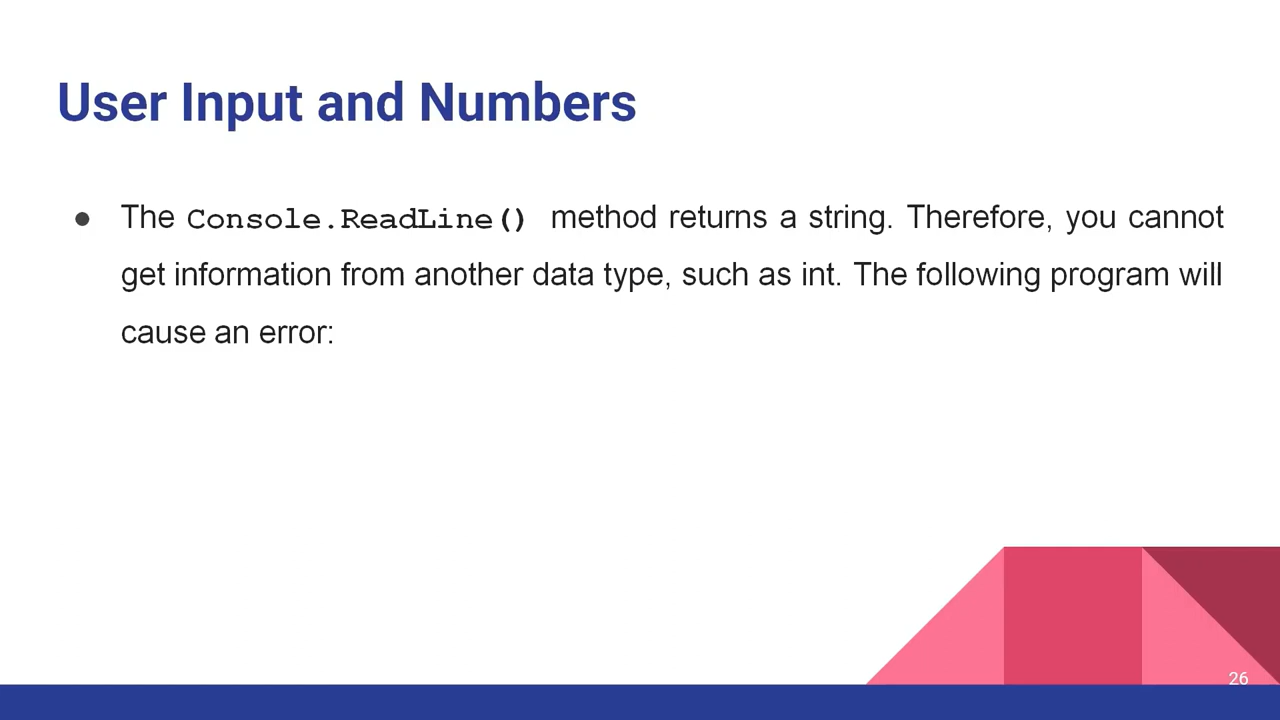 User Input and Numbers
● The Console.ReadLine() method returns a string. Therefore, you cannot
get information from another data type, such as int. The following program will
cause an error:
26